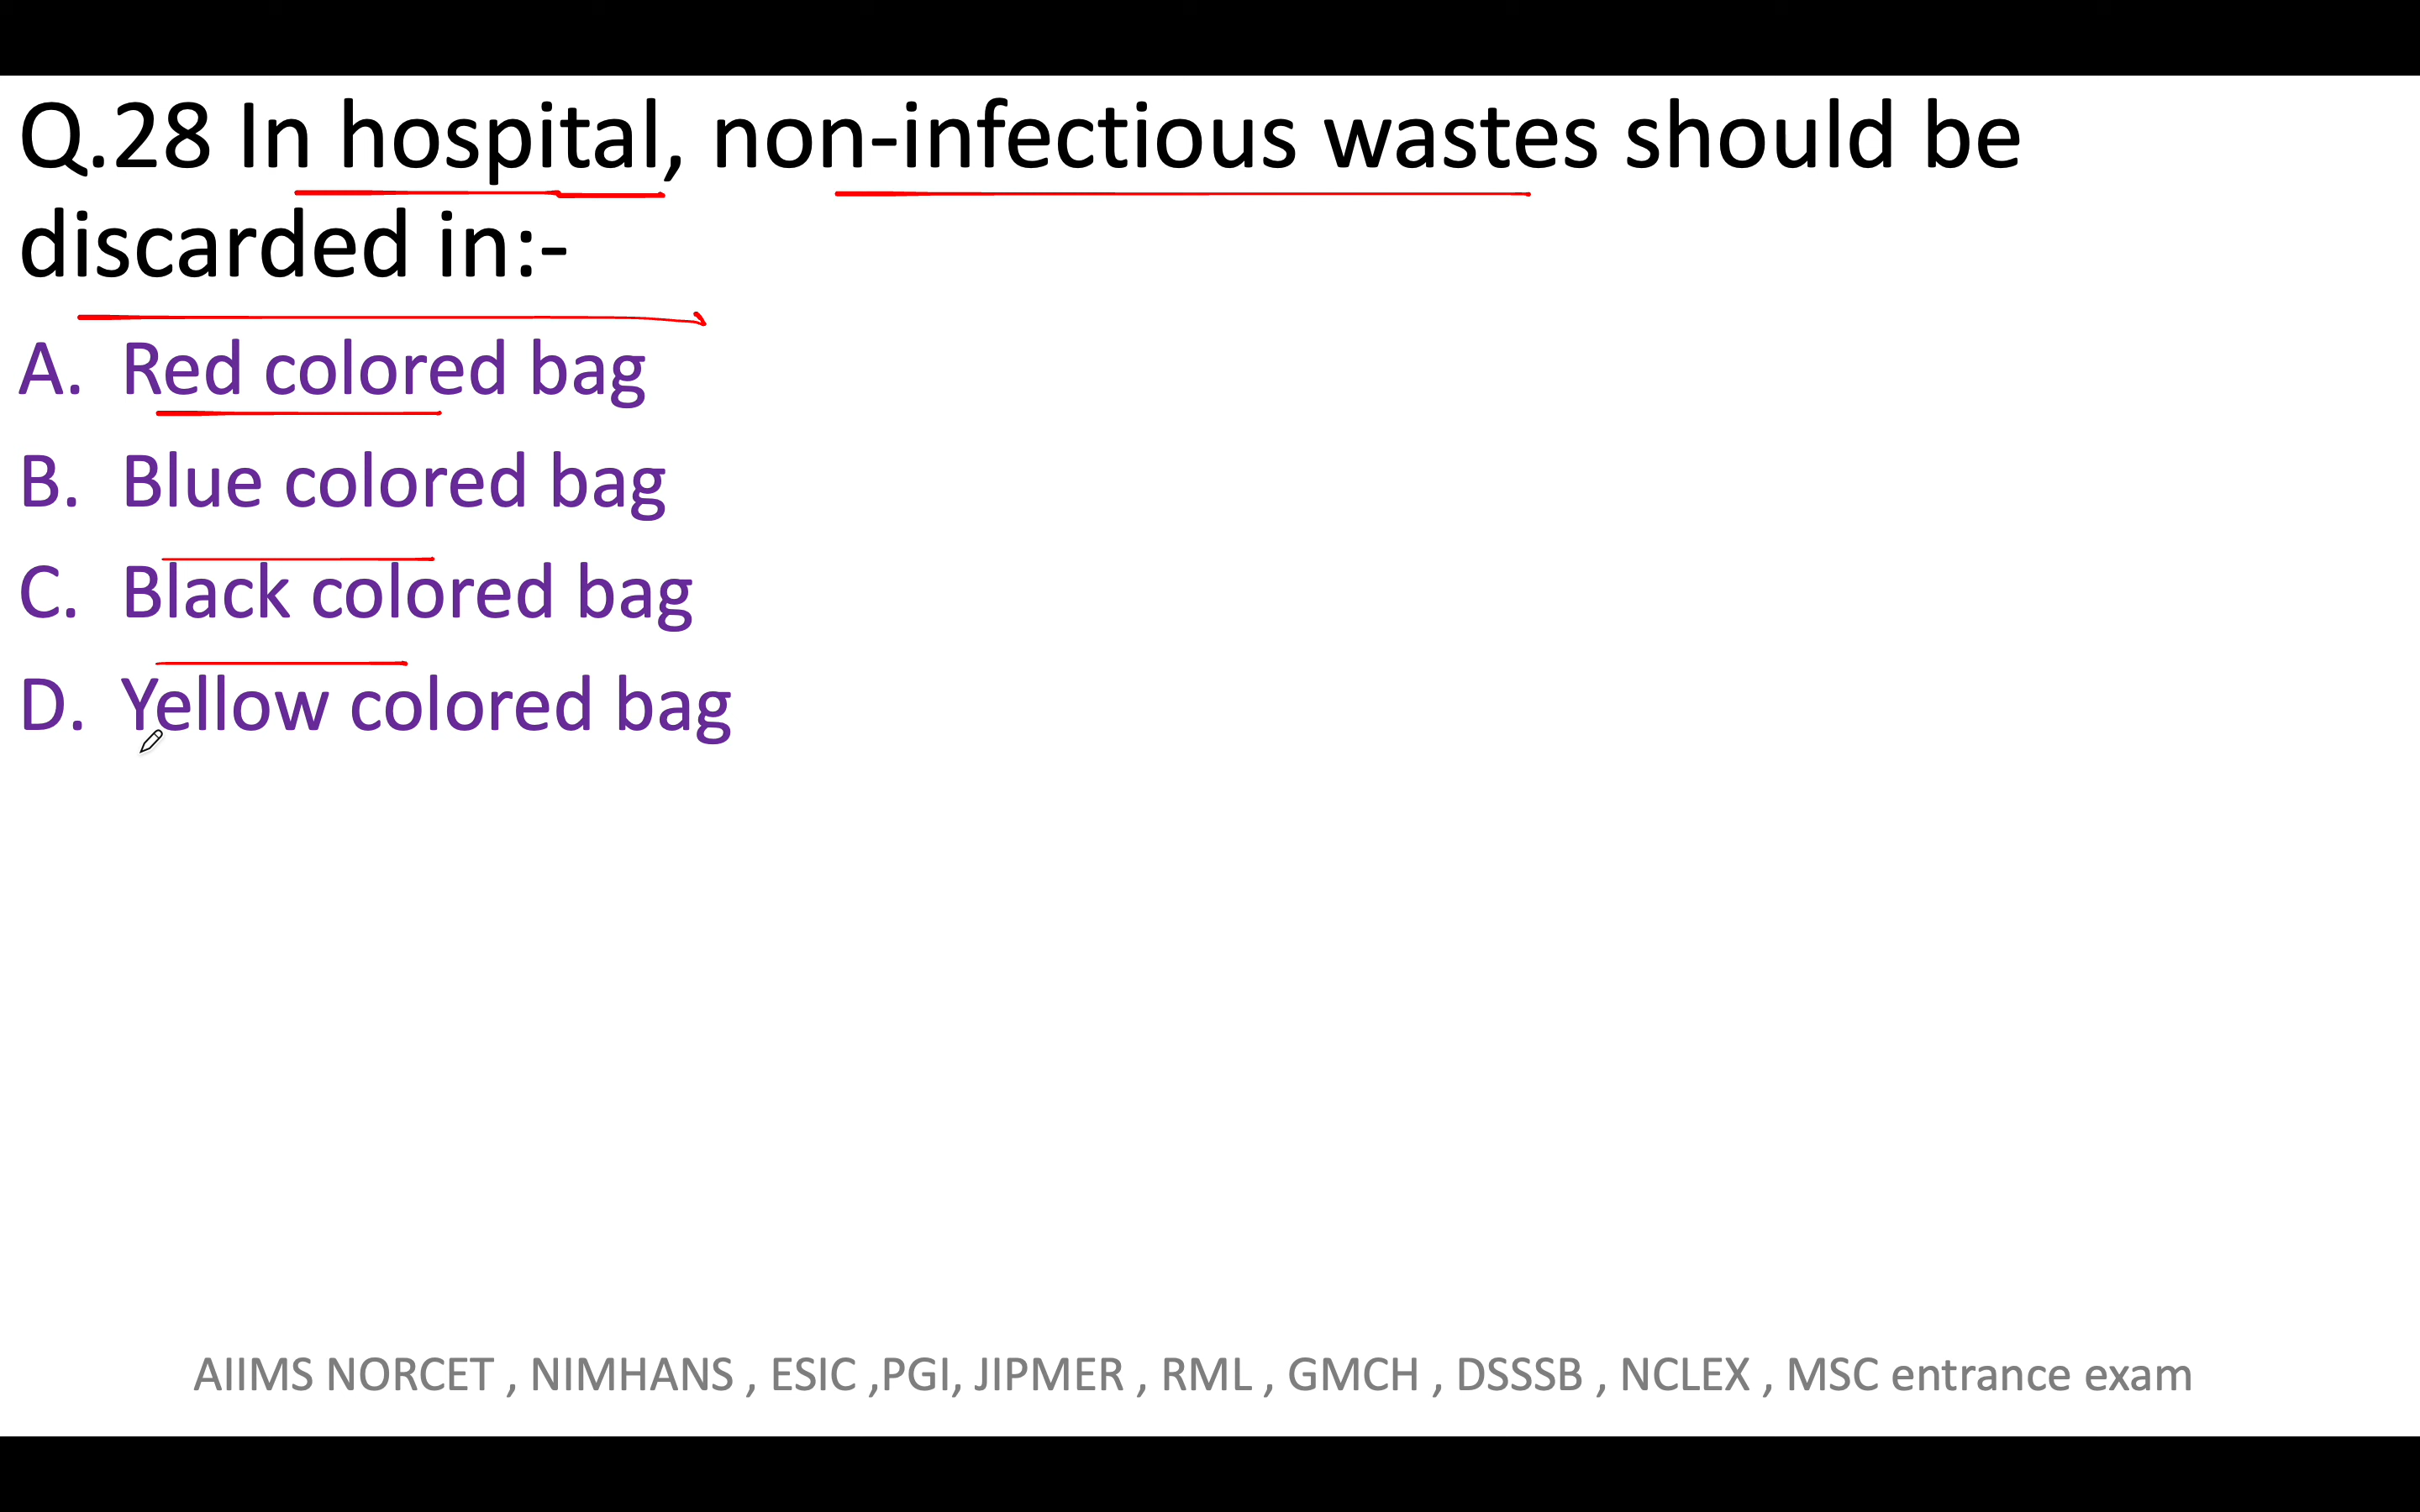 Q.28 In hospital, non-infectious wastes should be
discarded in:-
A. Red colored bag
B. Blue colored bag
C. Black colored bag
D. Yellow colored bag
AIIMS NORCET , NIMHANS , ESIC ,PGI, JIPMER , RML , GMCH , DSSSB , NCLEX , MSC entrance exam